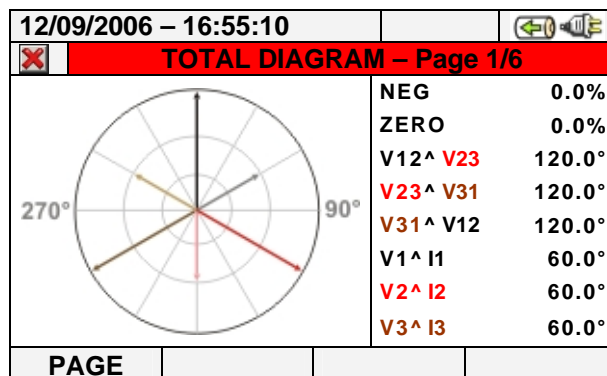 12/09/2006 – 16:55:10
TOTAL DIAGRAM – Page 1/6
270°
90°
NEG 0.0%
ZERO 0.0%
V12^ V23 120.0°
V23^ V31 120.0°
V31^ V12 120.0°
V1^ I1 60.0°
V2^ I2 60.0°
V3^ I3 60.0°
PAGE